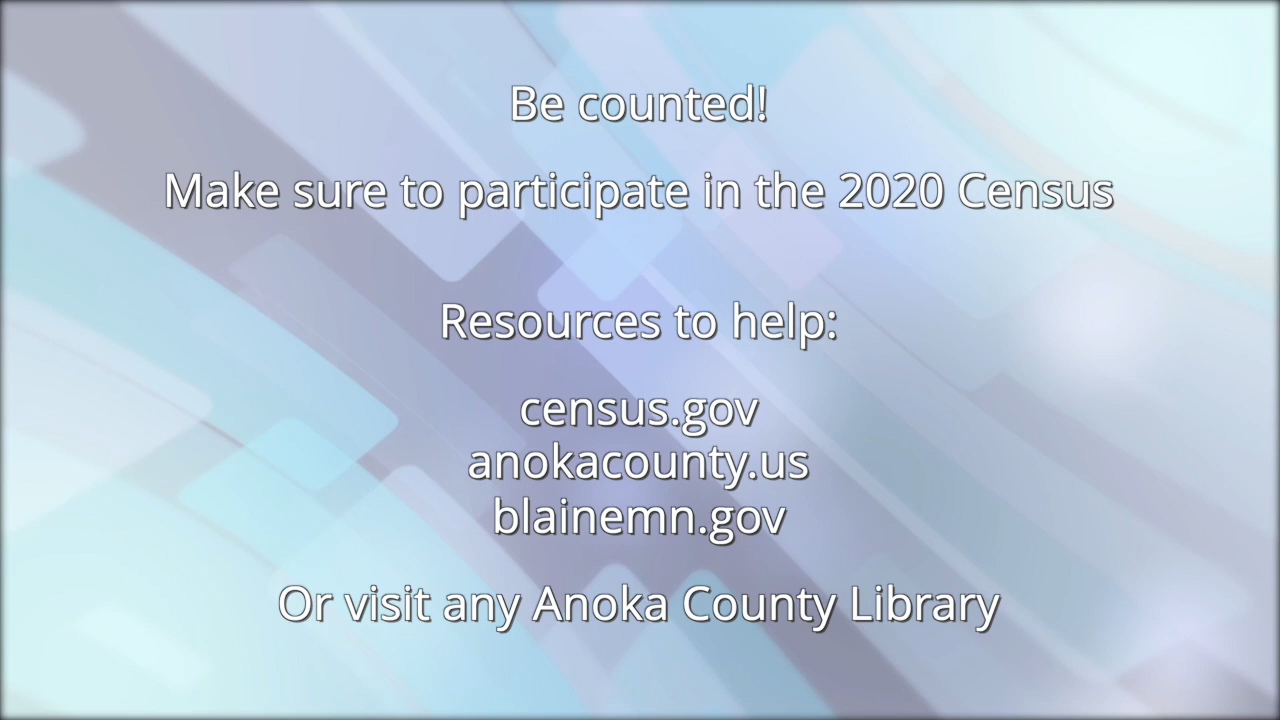 Be counted!
Make sure to participate in the 2020 Census
Resources to help:
census.gov
anokacounty.us
blainemn.gov
Or visit any Anoka County Library